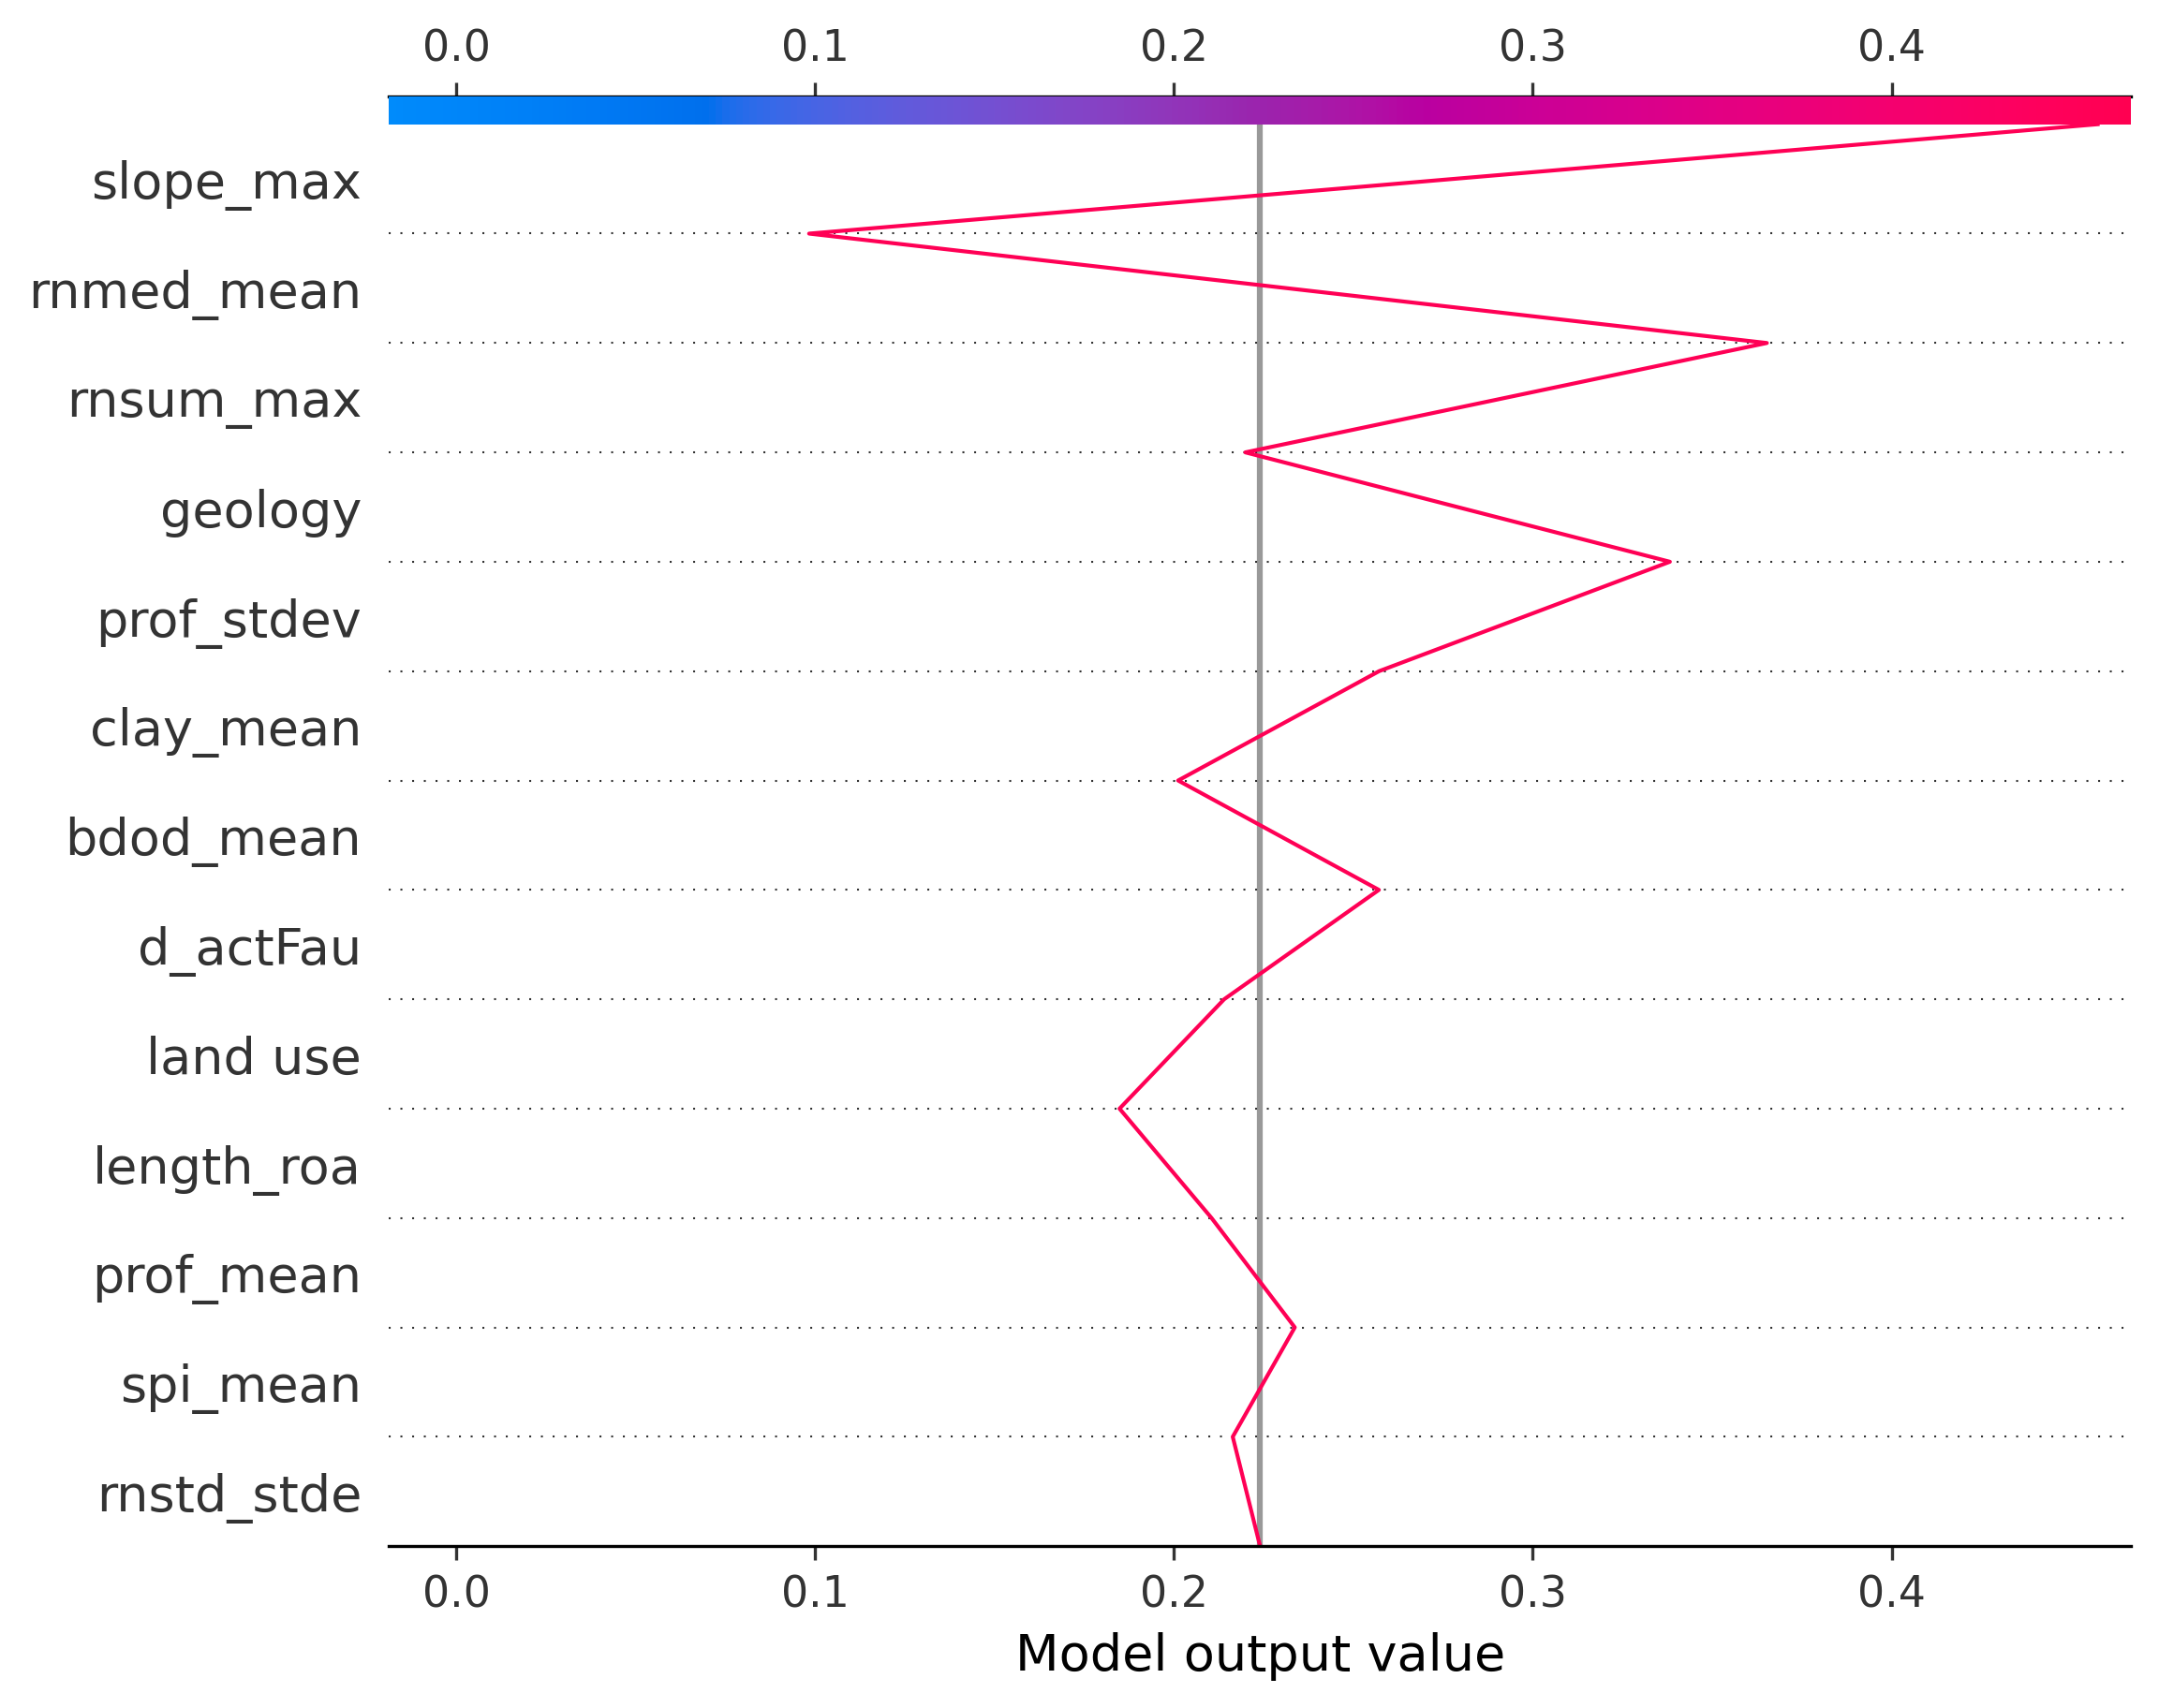 0.0 0.1 0.2 0.3 0.4
slope_max
rnmed_mean
rnsum_max
geology
prof_stdev
clay_mean
bdod_mean
d_actFau
land use
length_roa
prof_mean
spi_mean
rnstd_stde
0.0 0.1 0.2 0.3 0.4
Model output value